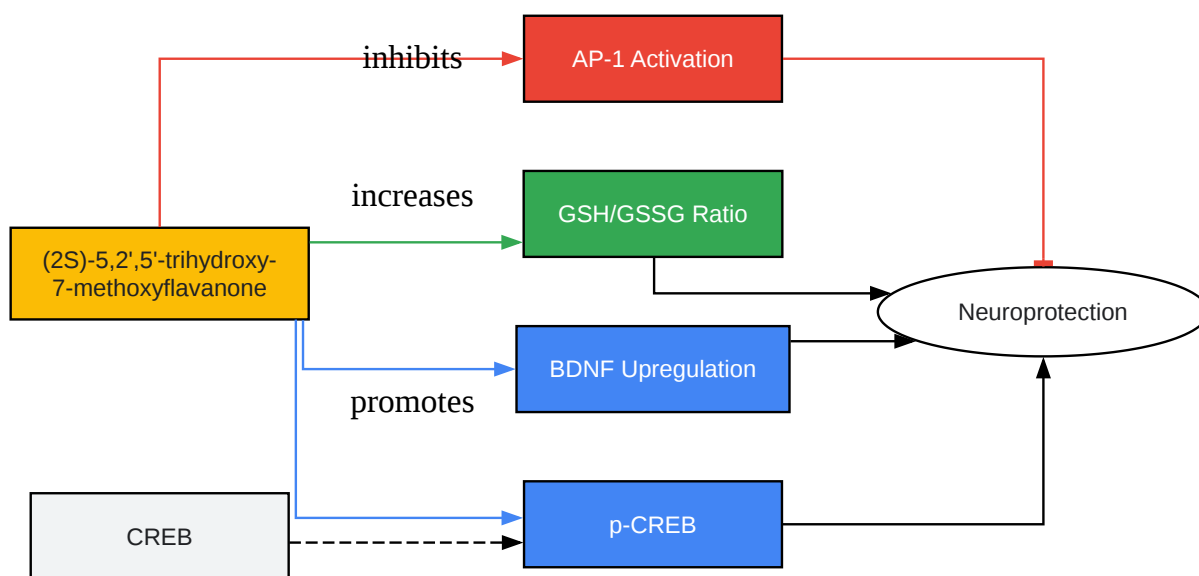 inhibits
AP-1 Activation
increases
GSH/GSSG Ratio
(2S)-5,2',5'-trihydroxy-
7-methoxyflavanone
Neuroprotection
BDNF Upregulation
promotes
CREB
p-CREB